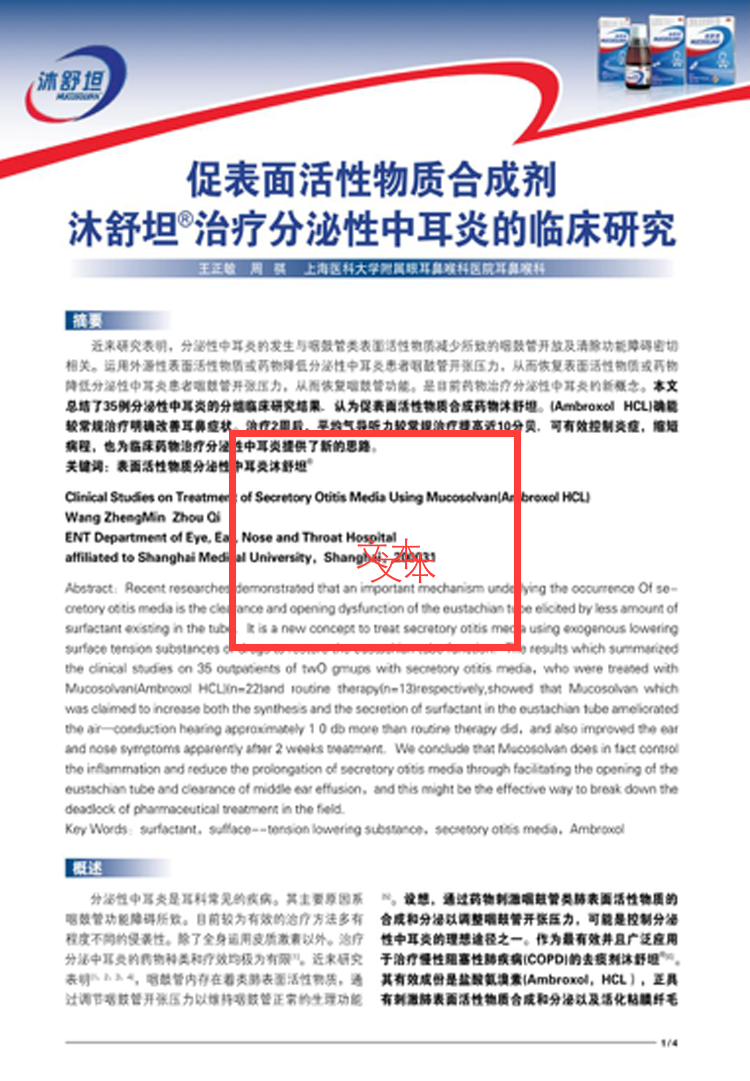 沐舒坦
MUCOSOLVAN
促表面活性物质合成剂
沐舒坦®治疗分泌性中耳炎的临床研究
王正敏 周 祺 上海医科大学附属眼耳鼻喉科医院耳鼻喉科
摘要
近来研究表明，分泌性中耳炎的发生与咽鼓管类表面活性物质减少所致的咽鼓管开放及清除功能障碍密切
相关。运用外源性表面活性物质或药物降低分泌性中耳炎患者咽鼓管开张压力，从而恢复表面活性物质或药物
降低分泌性中耳炎患者咽鼓管开张压力，从而恢复咽鼓管功能。是目前药物治疗分泌性中耳炎的新概念。本文
总结了35例分泌性中耳炎的分组临床研究结果. 认为促表面活性物质合成药物沐舒坦。(Ambroxol HCL)确能
较常规治疗明确改善耳鼻症状。治疗2周后，平均气导听力较常规治疗提高近10分贝. 可有效控制炎症，缩短
病程，也为临床药物治疗分泌性中耳炎提供了新的思路。
关键词：表面活性物质分泌性中耳炎沐舒坦®
Clinical Studies on Treatment of Secretory Otitis Media Using Mucosolvan(Ambroxol HCL)
Wang ZhengMin Zhou Qi
ENT Department of Eye, Ear, Nose and Throat Hospital
affiliated to Shanghai Medical University, Shanghai, 200031
文本
文本
Abstract: Recent researches demonstrated that an important mechanism underlying the occurrence Of se-
cretory otitis media is the clearance and opening dysfunction of the eustachian tube elicited by less amount of
surfactant existing in the tube. It is a new concept to treat secretory otitis media using exogenous lowering
surface tension substances or drugs to restore the eustachian tube function. The results which summarized
the clinical studies on 35 outpatients of twO gmups with secretory otitis media, who were treated with
Mucosolvan(Ambroxol HCL)(n=22)and routine therapy(n=13)respectively,showed that Mucosolvan which
was claimed to increase both the synthesis and the secretion of surfactant in the eustachian tube ameliorated
the air—conduction hearing approximately 1 0 db more than routine therapy did, and also improved the ear
and nose symptoms apparently after 2 weeks treatment. We conclude that Mucosolvan does in fact control
the inflammation and reduce the prolongation of secretory otitis media through facilitating the opening of the
eustachian tube and clearance of middle ear effusion, and this might be the effective way to break down the
deadlock of pharmaceutical treatment in the field.
Key Words: surfactant, sufface--tension lowering substance, secretory otitis media, Ambroxol
概述
分泌性中耳炎是耳科常见的疾病。其主要原因系
咽鼓管功能障碍所致。目前较为有效的治疗方法多有
程度不同的侵袭性。除了全身运用皮质激素以外。治疗
分泌中耳炎的药物种类和疗效均极为有限[1]。近来研究
表明[1, 2, 3, 4]，咽鼓管内存在着类肺表面活性物质，通
过调节咽鼓管开张压力以维持咽鼓管正常的生理功能
[5]。设想，通过药物刺激咽鼓管类肺表面活性物质的
合成和分泌以调整咽鼓管开张压力，可能是控制分泌
性中耳炎的理想途径之一。作为最有效并且广泛应用
于治疗慢性阻塞性肺疾病(COPD)的去痰剂沐舒坦®[6]。
其有效成份是盐酸氨溴素(Ambroxol，HCL )，正具
有刺激肺表面活性物质合成和分泌以及活化粘膜纤毛
1/4